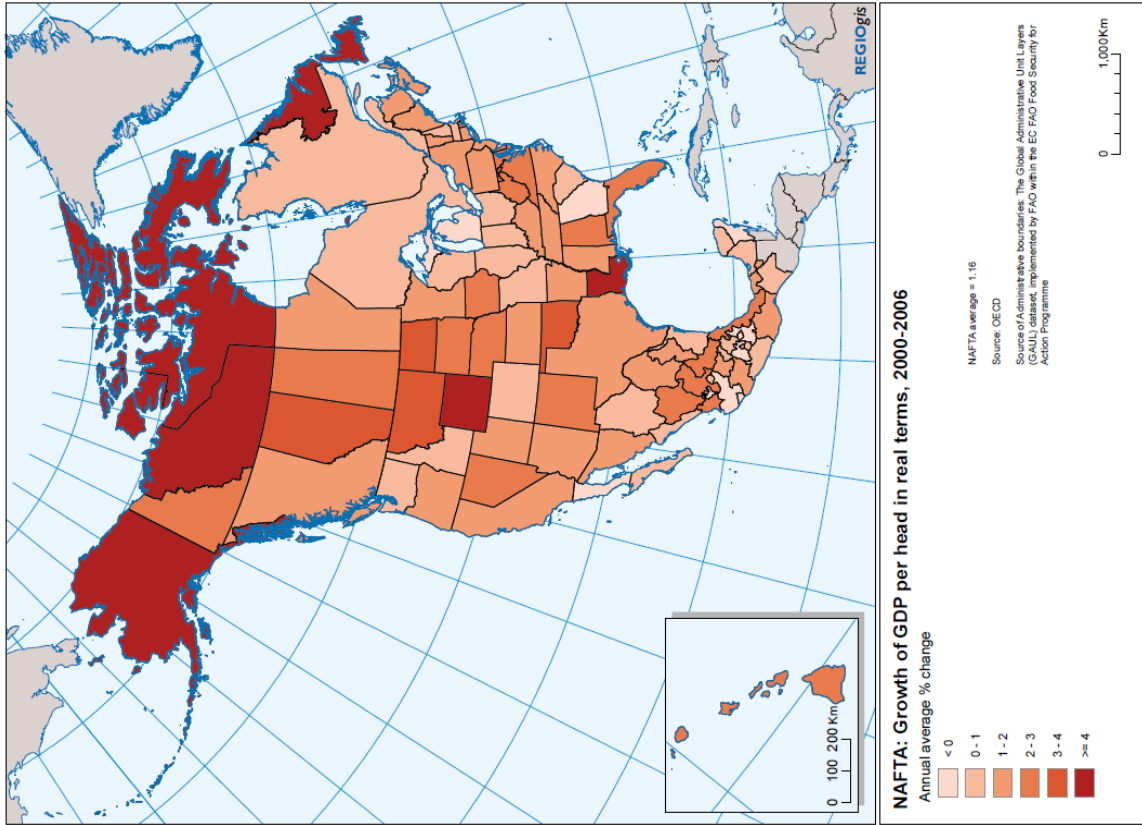 REGIOgis
0 100 200 Km
NAFTA: Growth of GDP per head in real terms, 2000-2006
Annual average % change
< 0
0 - 1
1 - 2
2 - 3
3 - 4
>= 4
NAFTA average = 1.16
Source: OECD
Source of Administrative boundaries: The Global Administrative Unit Layers
(GAUL) dataset, implemented by FAO within the EC FAO Food Security for
Action Programme
0 1,000Km